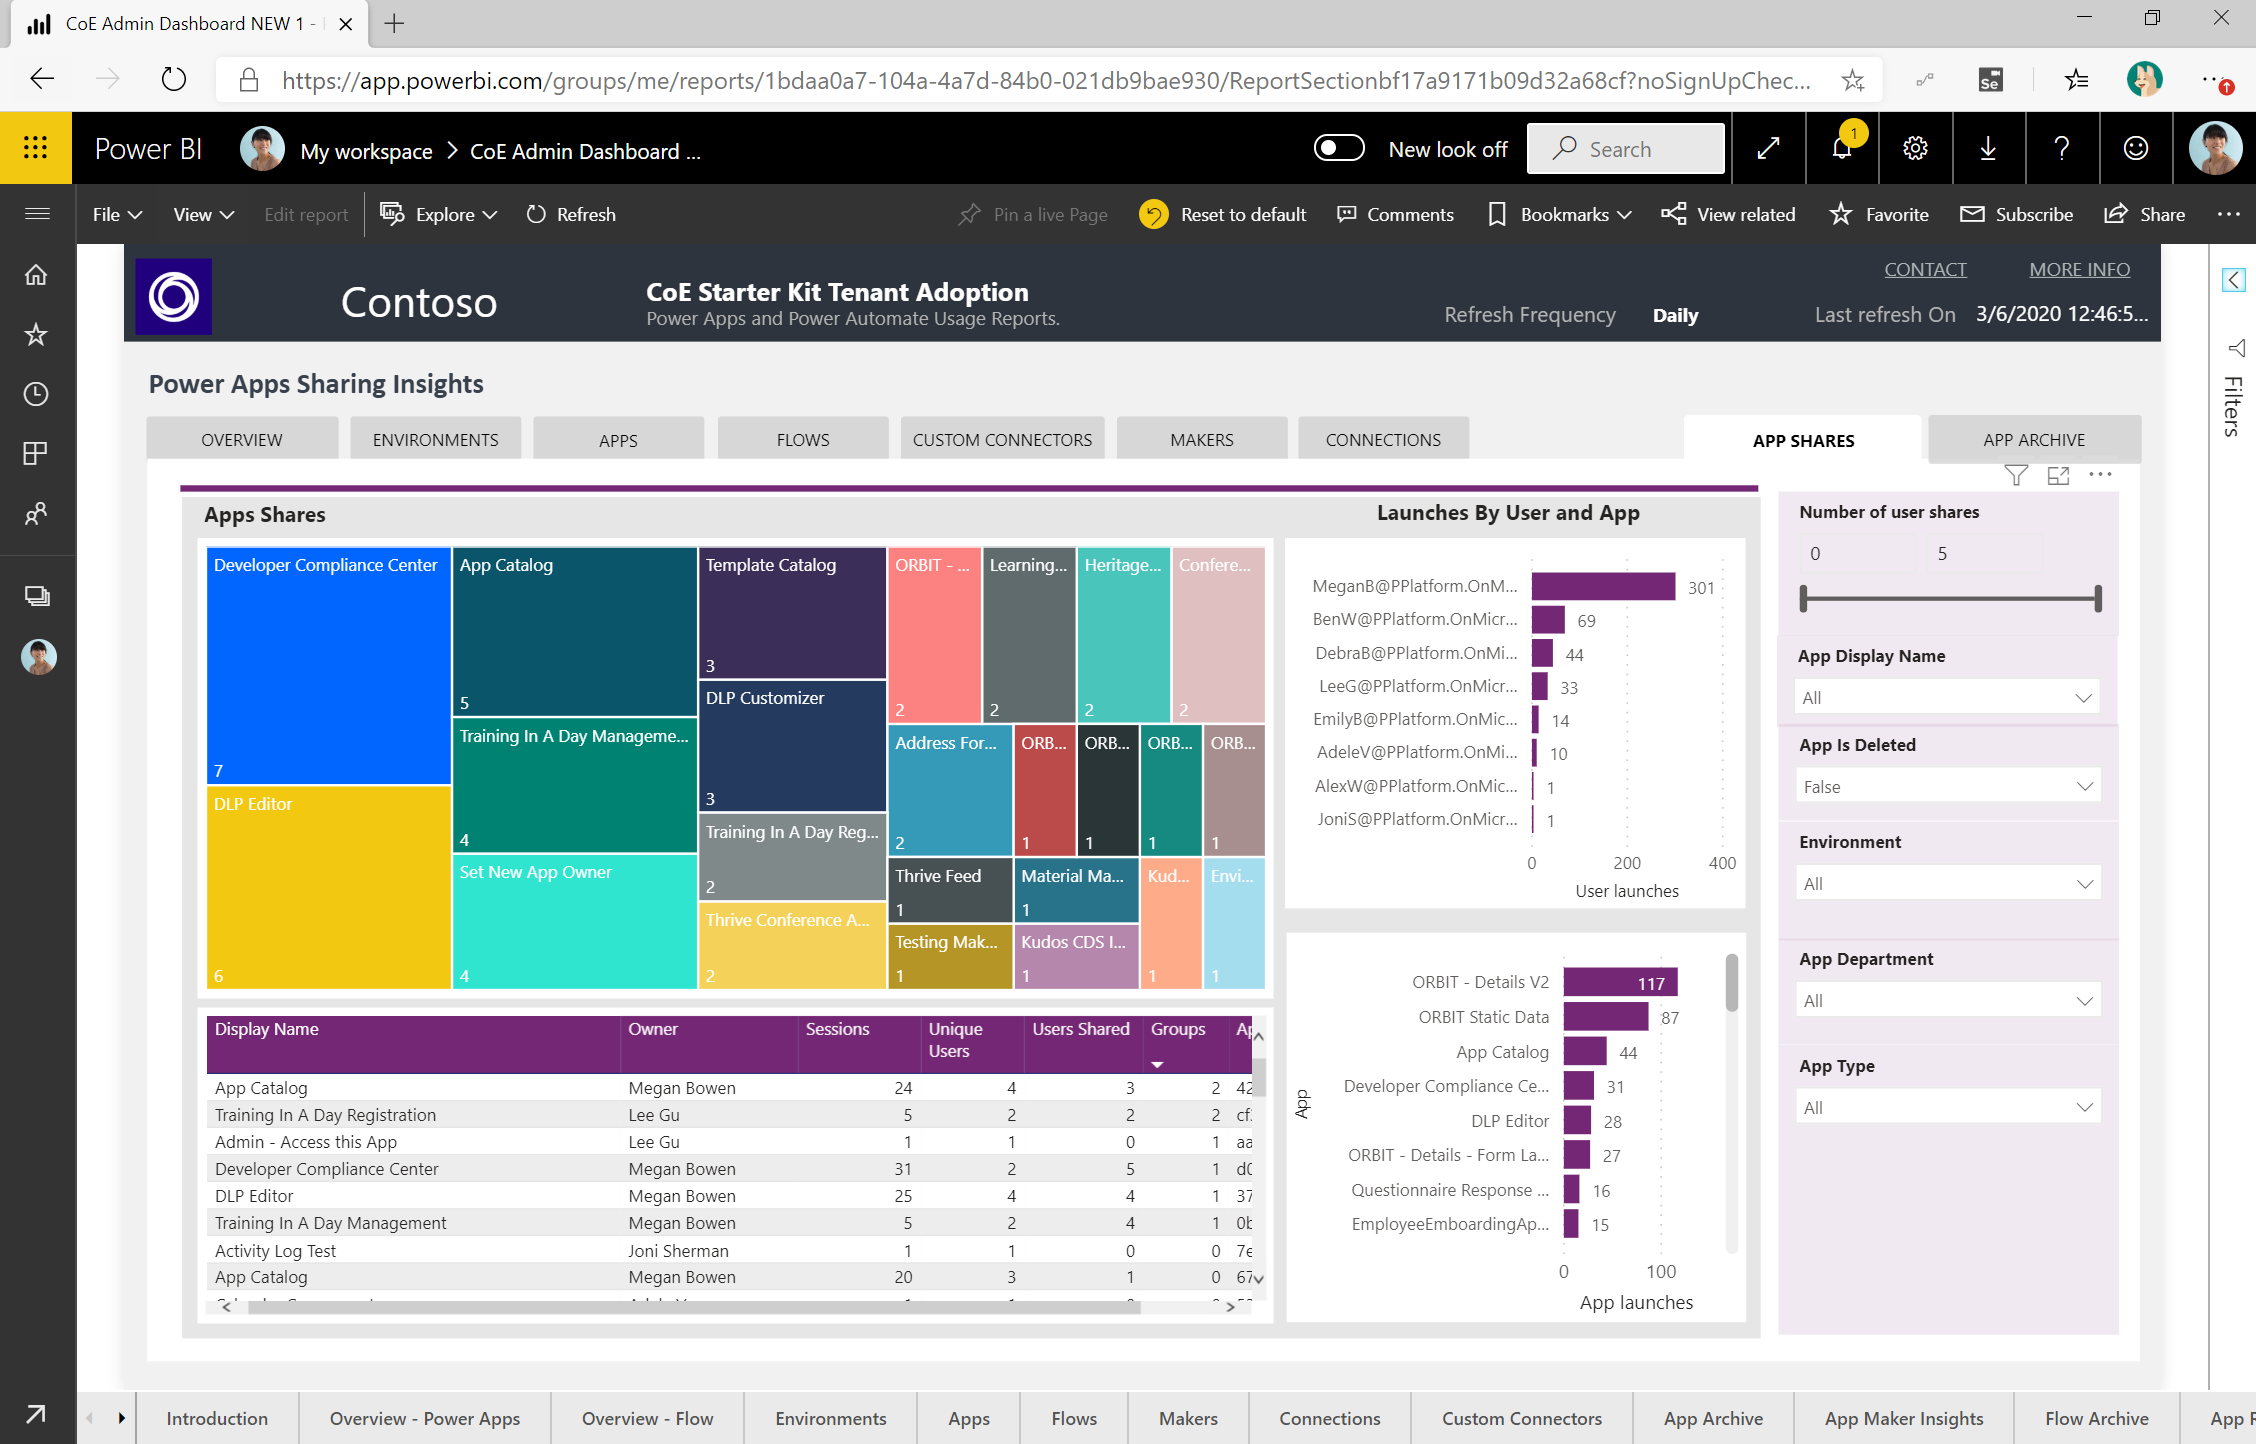 CoE Admin Dashboard NEW 1 -
https://app.powerbi.com/groups/me/reports/1bdaa0a7-104a-4a7d-84b0-021db9bae930/ReportSectionbf17a9171b09d32a68cf?noSignUpChec...
Se
Power BI
My workspace > CoE Admin Dashboard ...
New look off
Search
1
?
File
View
Edit report
Explore
Refresh
Pin a live Page
Reset to default
Comments
Bookmarks
View related
Favorite
Subscribe
Share
Contoso
CoE Starter Kit Tenant Adoption
Power Apps and Power Automate Usage Reports.
CONTACT
MORE INFO
Refresh Frequency Daily
Last refresh On 3/6/2020 12:46:5...
Filters
Power Apps Sharing Insights
OVERVIEW
ENVIRONMENTS
APPS
FLOWS
CUSTOM CONNECTORS
MAKERS
CONNECTIONS
APP SHARES
APP ARCHIVE
Apps Shares
Developer Compliance Center
7
DLP Editor
6
App Catalog
5
Training In A Day Manageme...
4
Set New App Owner
4
Template Catalog
3
DLP Customizer
3
Training In A Day Reg...
2
Thrive Conference A...
2
ORBIT - ...
2
Learning...
2
Heritage...
2
Confere...
2
Address For...
2
ORB...
1
ORB...
1
ORB...
1
ORB...
1
Thrive Feed
1
Material Ma...
1
Kud...
1
Envi...
1
Testing Mak...
1
Kudos CDS I...
1
Display Name Owner Sessions Unique Users Users Shared Groups Ap
App Catalog Megan Bowen 24 4 3 2 42
Training In A Day Registration Lee Gu 5 2 2 2 cf.
Admin - Access this App Lee Gu 1 1 0 1 aa
Developer Compliance Center Megan Bowen 31 2 5 1 d0
DLP Editor Megan Bowen 25 4 4 1 37
Training In A Day Management Megan Bowen 5 2 4 1 0b
Activity Log Test Joni Sherman 1 1 0 0 7e
App Catalog Megan Bowen 20 3 1 0 67
Launches By User and App
MeganB@PPlatform.OnM... 301
BenW@PPlatform.OnMicr... 69
DebraB@PPlatform.OnMi... 44
LeeG@PPlatform.OnMicr... 33
EmilyB@PPlatform.OnMic... 14
AdeleV@PPlatform.OnMi... 10
AlexW@PPlatform.OnMic... 1
JoniS@PPlatform.OnMicr... 1
0 200 400
User launches
App
ORBIT - Details V2 117
ORBIT Static Data 87
App Catalog 44
Developer Compliance Ce... 31
DLP Editor 28
ORBIT - Details - Form La... 27
Questionnaire Response ... 16
EmployeeEmboardingAp... 15
0 100
App launches
Number of user shares
0 5
App Display Name
All
App Is Deleted
False
Environment
All
App Department
All
App Type
All
Introduction
Overview - Power Apps
Overview - Flow
Environments
Apps
Flows
Makers
Connections
Custom Connectors
App Archive
App Maker Insights
Flow Archive
App